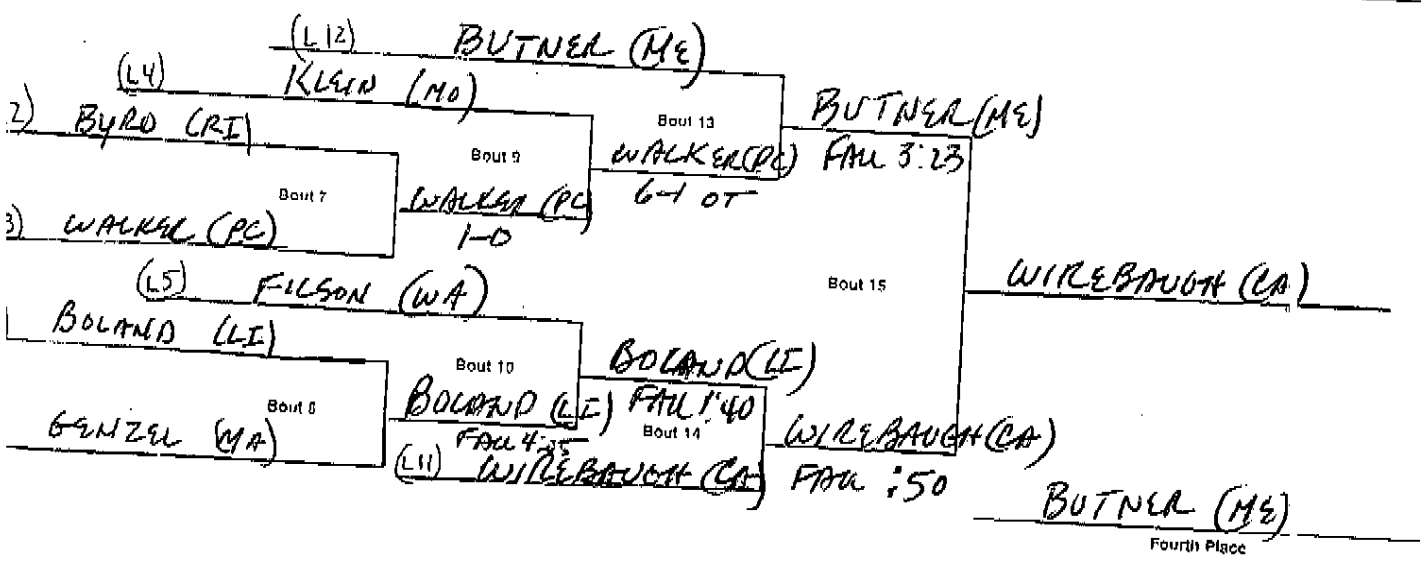 (L12) BUTNER (ME)
(L4) KLEIN (MO)
2) BYRD (RI)
Bout 13
BUTNER (ME)
Bout 9
WALKER (PC)
FALL 3:23
6-1 OT
Bout 7
WALKER (PC)
1-0
3) WALKER (PC)
(L5) FILSON (WA)
Bout 15
WIREBAUGH (CA)
BOLAND (LI)
Bout 10
BOLAND (LI)
FALL 1:40
Bout 8
BOLAND (LI)
FALL 4:25
Bout 14
WIREBAUGH (CA)
GENZEL (MA)
(L11) WIREBAUGH (CA)
FALL :50
BUTNER (ME)
Fourth Place